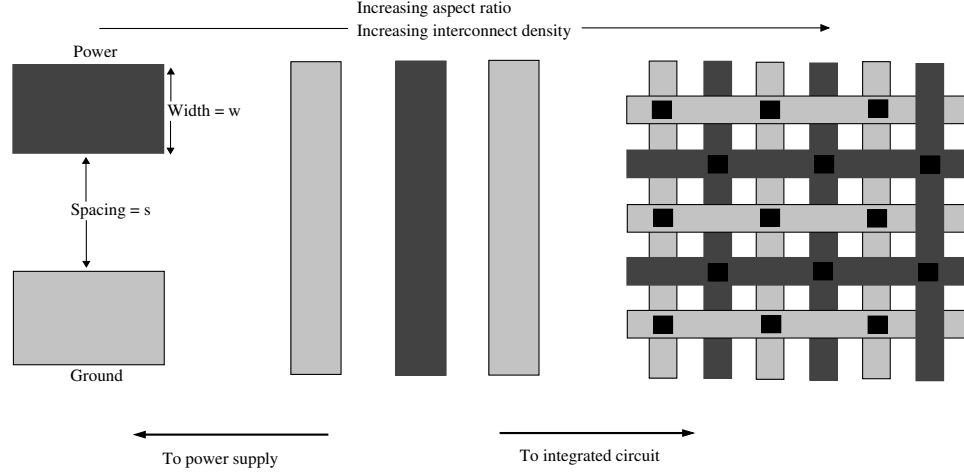 Increasing aspect ratio
Increasing interconnect density
Power
Width = w
Spacing = s
Ground
To power supply
To integrated circuit